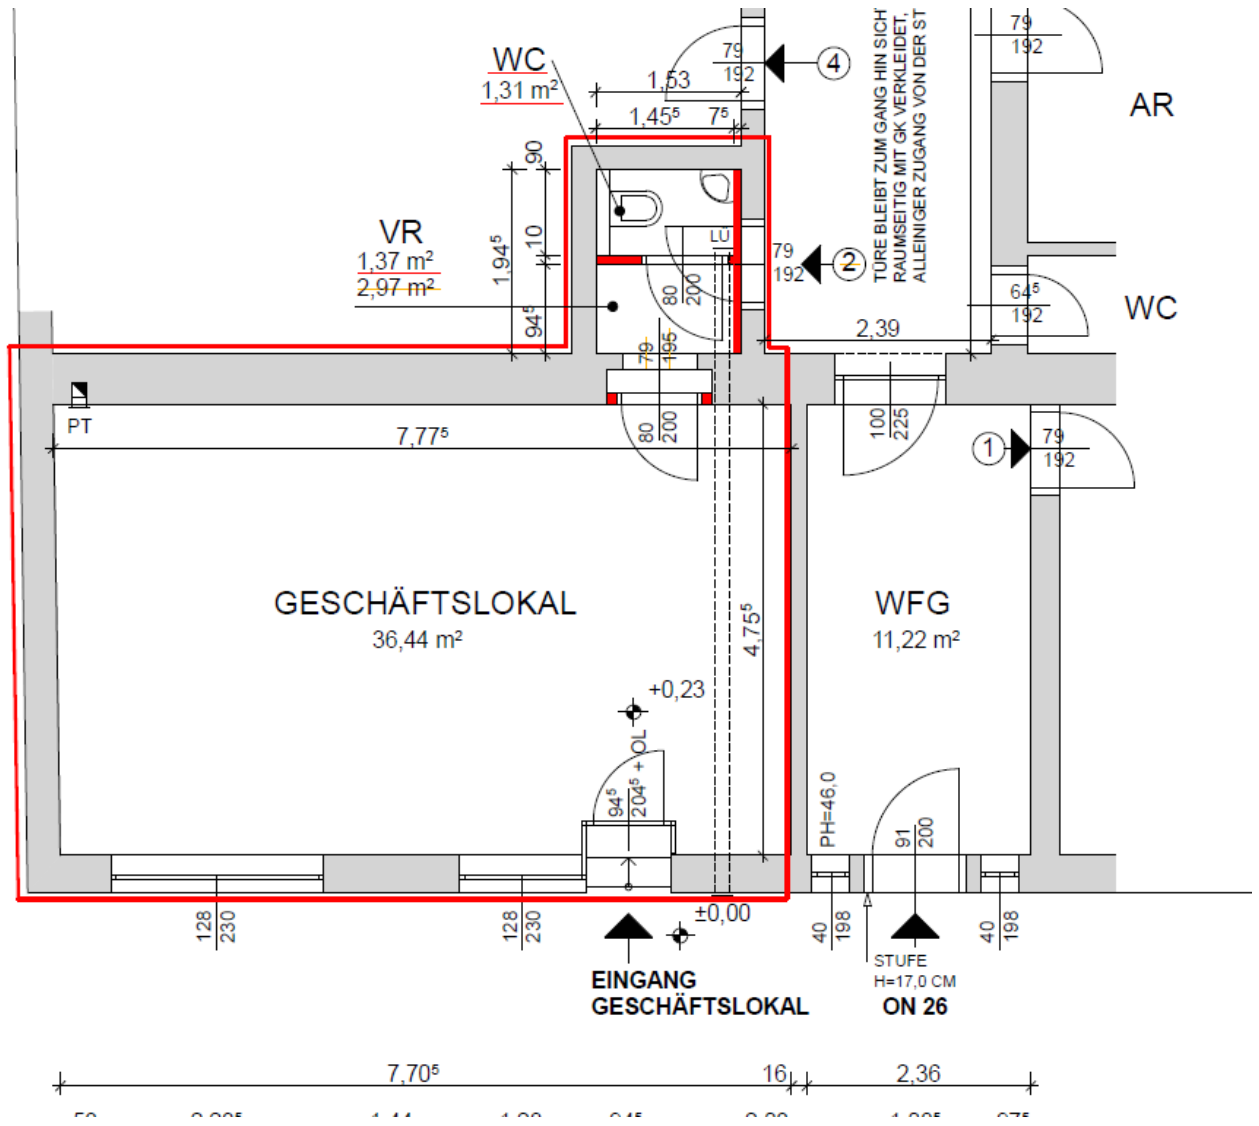 WC
1,31 m²
1,53
1,45⁵ 7⁵
79
192
4
TÜRE BLEIBT ZUM GANG HIN SICHT
RAUMSEITIG MIT GK VERKLEIDET,
ALLEINIGER ZUGANG VON DER ST
79
192
AR
VR
1,37 m²
2,97 m²
90
10
1,94⁵
94⁵
LÜ
80
200
79
192
2
64⁵
192
WC
2,39
79
195
PT
7,77⁵
80
200
100
225
1
79
192
GESCHÄFTSLOKAL
36,44 m²
4,75⁵
WFG
11,22 m²
+0,23
94⁵
204⁵ + OL
PH=46,0
91
200
128
230
128
230
±0,00
40
198
40
198
EINGANG
GESCHÄFTSLOKAL
STUFE
H=17,0 CM
ON 26
7,70⁵
16
2,36